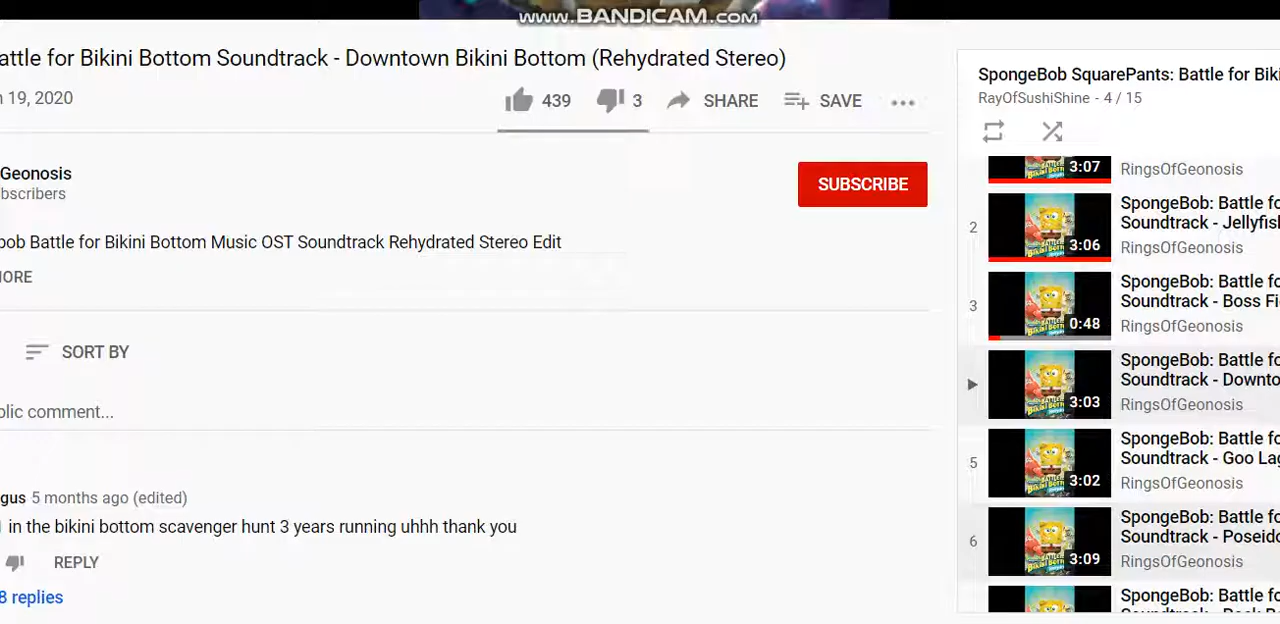 www.BANDICAM.com
attle for Bikini Bottom Soundtrack - Downtown Bikini Bottom (Rehydrated Stereo)
19, 2020
439
3
SHARE
SAVE
Geonosis
bscribers
SUBSCRIBE
ob Battle for Bikini Bottom Music OST Soundtrack Rehydrated Stereo Edit
ORE
SORT BY
blic comment...
gus 5 months ago (edited)
in the bikini bottom scavenger hunt 3 years running uhhh thank you
REPLY
8 replies
SpongeBob SquarePants: Battle for Biki
RayOfSushiShine - 4 / 15
3:07
RingsOfGeonosis
2
3:06
SpongeBob: Battle fo
Soundtrack - Jellyfis
RingsOfGeonosis
3
0:48
SpongeBob: Battle fo
Soundtrack - Boss Fi
RingsOfGeonosis
3:03
SpongeBob: Battle fo
Soundtrack - Downto
RingsOfGeonosis
5
3:02
SpongeBob: Battle fo
Soundtrack - Goo Lag
RingsOfGeonosis
6
3:09
SpongeBob: Battle fo
Soundtrack - Poseido
RingsOfGeonosis
SpongeBob: Battle fo